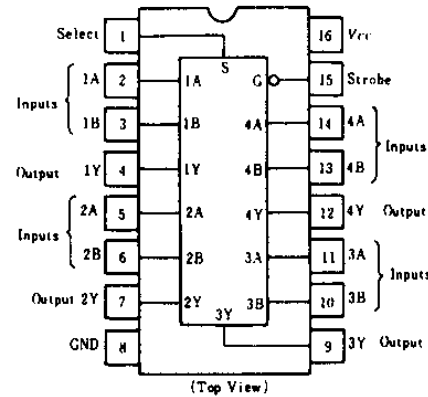 Select 1 16 Vcc
S
1A 2 1A G 15 Strobe
Inputs
1B 3 1B 4A 14 4A
Inputs
Output 1Y 4 1Y 4B 13 4B
2A 5 2A 4Y 12 4Y Output
Inputs
2B 6 2B 3A 11 3A
Inputs
Output 2Y 7 2Y 3B 10 3B
3Y
GND 8 9 3Y Output
(Top View)